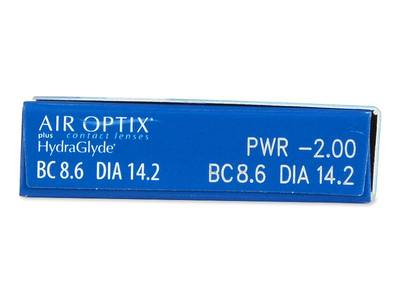 AIR OPTIX®
plus contact lenses
HydraGlyde®
BC 8.6 DIA 14.2
PWR −2.00
BC 8.6 DIA 14.2